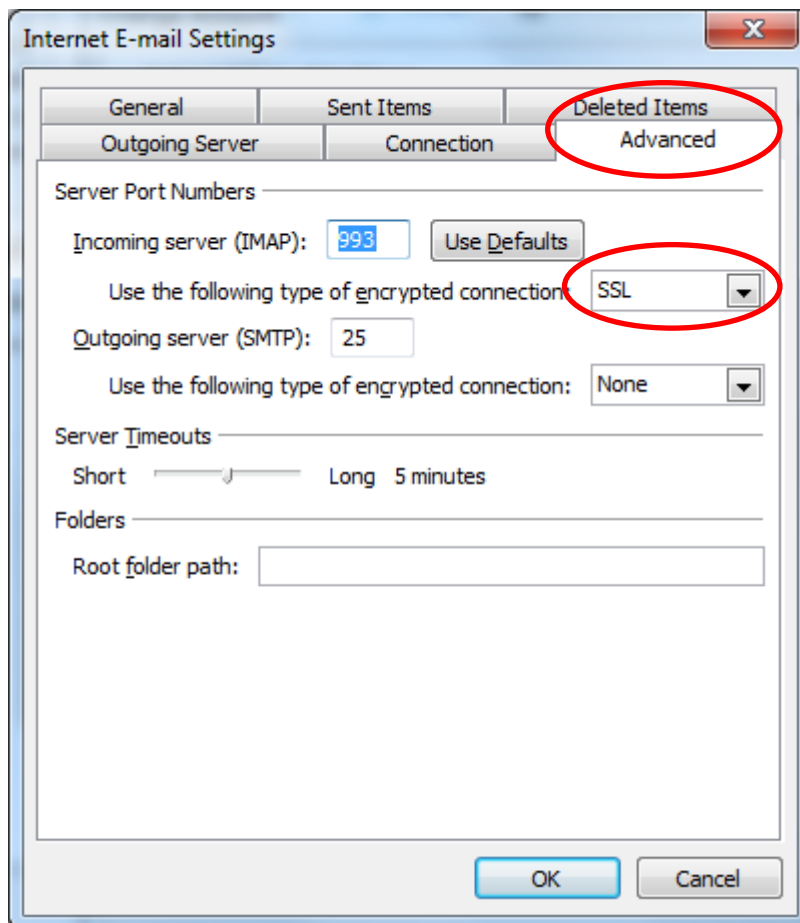 Internet E-mail Settings
General Sent Items Deleted Items
Outgoing Server Connection Advanced
Server Port Numbers
Incoming server (IMAP): 993 Use Defaults
Use the following type of encrypted connection: SSL
Outgoing server (SMTP): 25
Use the following type of encrypted connection: None
Server Timeouts
Short Long 5 minutes
Folders
Root folder path:
OK Cancel